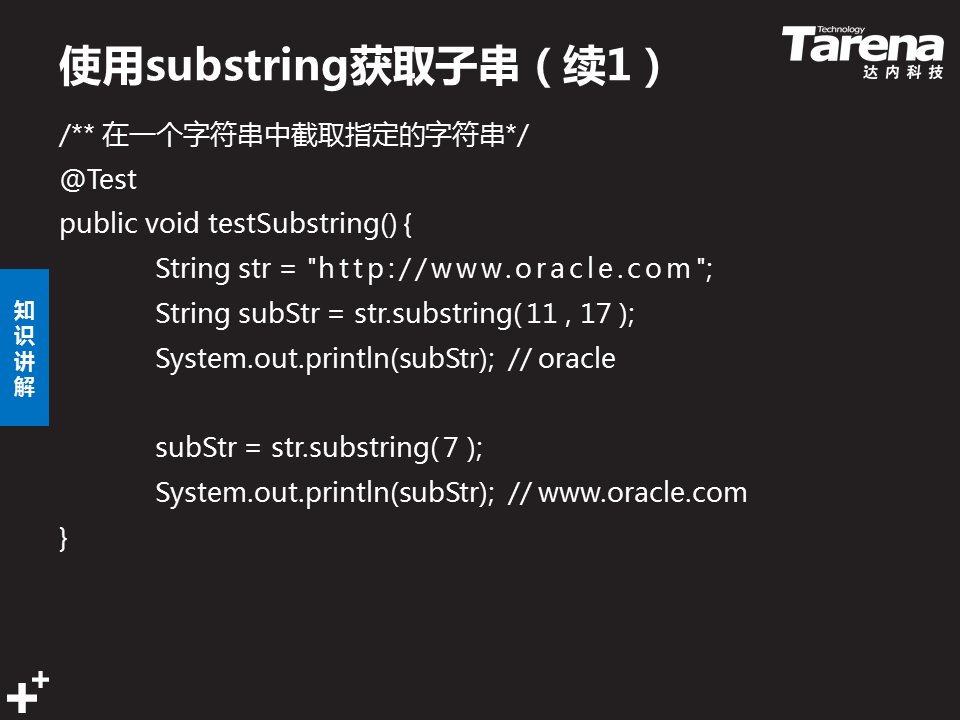 使用substring获取子串（续1）
Technology
Tarena
达内科技
/** 在一个字符串中截取指定的字符串*/
@Test
public void testSubstring() {
String str = "http://www.oracle.com";
String subStr = str.substring( 11 , 17 );
System.out.println(subStr);  // oracle
subStr = str.substring( 7 );
System.out.println(subStr);  // www.oracle.com
}
知识讲解